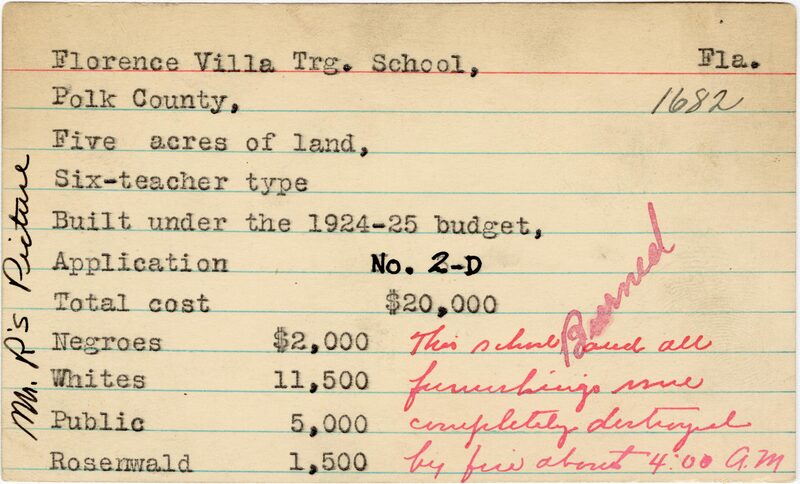 Florence Villa Trg. School, Fla.
Polk County, 1682
Five acres of land,
Six-teacher type
Built under the 1924-25 budget,
Application No. 2-D
Total cost $20,000
Negroes $2,000
Whites 11,500
Public 5,000
Rosenwald 1,500
Burned
This school and all
furnishings were
completely destroyed
by fire about 4:00 A.M
Mr. R's Picture